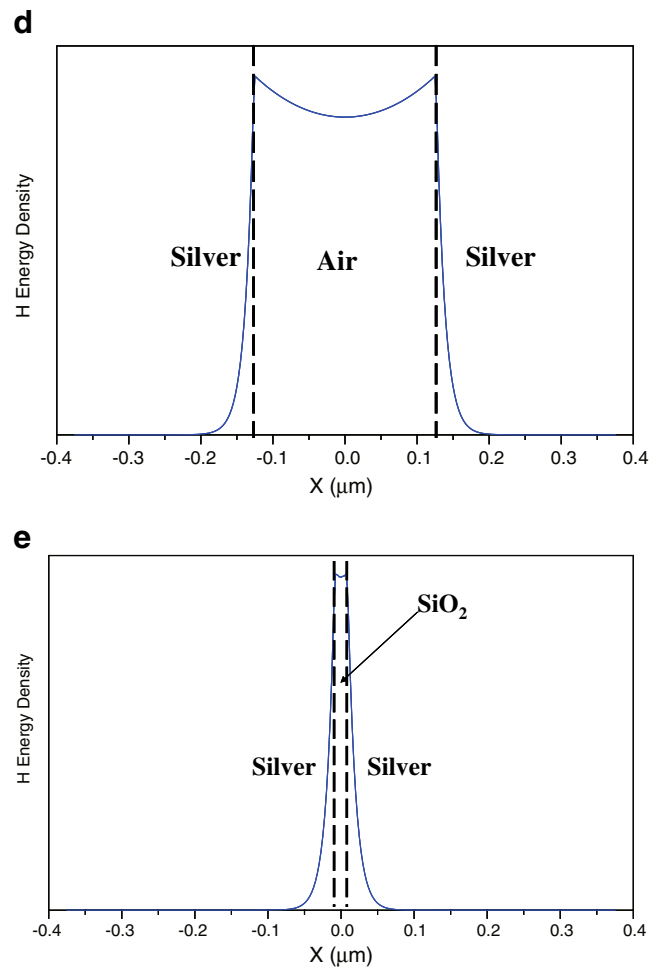 d
H Energy Density
Silver
Air
Silver
-0.4 -0.3 -0.2 -0.1 0.0 0.1 0.2 0.3 0.4
X (μm)
e
H Energy Density
SiO₂
Silver
Silver
-0.4 -0.3 -0.2 -0.1 0.0 0.1 0.2 0.3 0.4
X (μm)